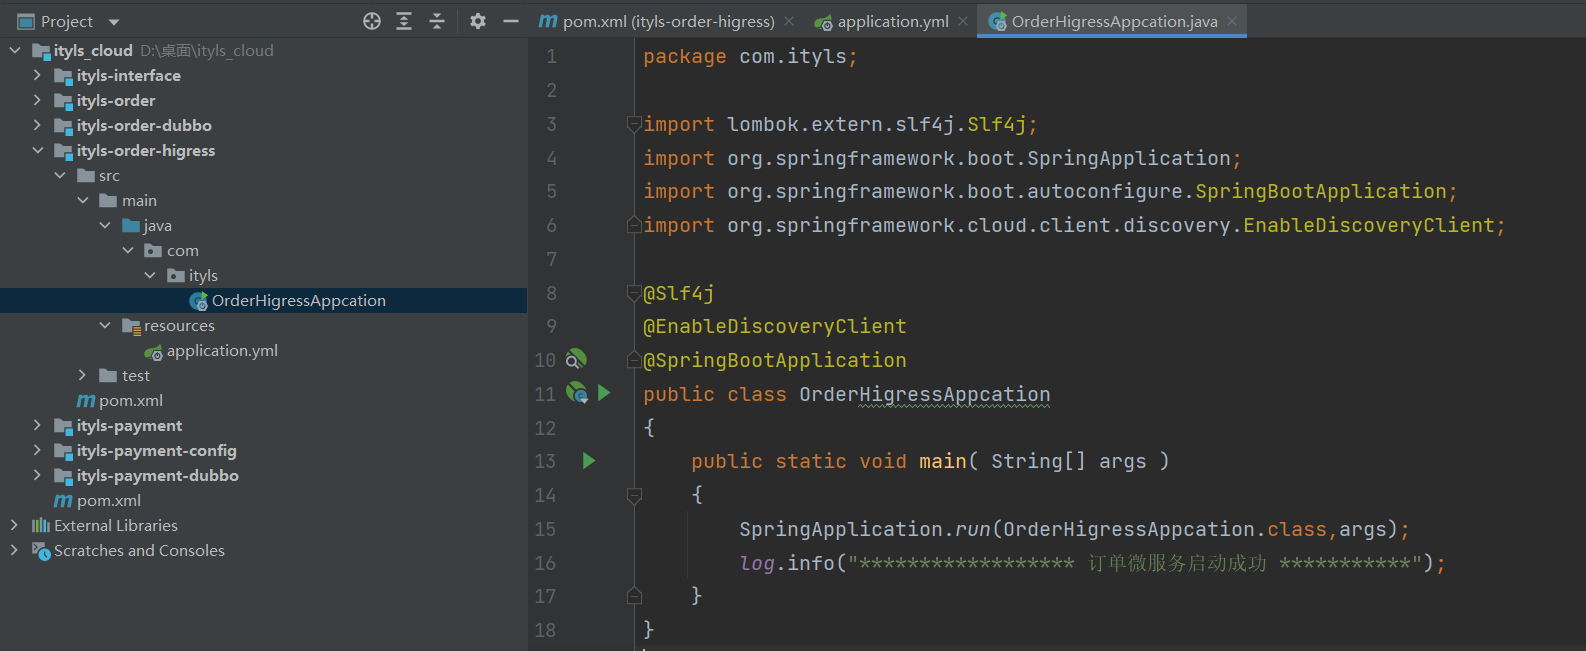 Project
ityls_cloud D:\桌面\ityls_cloud
ityls-interface
ityls-order
ityls-order-dubbo
ityls-order-higress
src
main
java
com
ityls
OrderHigressAppcation
resources
application.yml
test
pom.xml
ityls-payment
ityls-payment-config
ityls-payment-dubbo
pom.xml
External Libraries
Scratches and Consoles
pom.xml (ityls-order-higress) application.yml OrderHigressAppcation.java
1 package com.ityls;
2
3 import lombok.extern.slf4j.Slf4j;
4 import org.springframework.boot.SpringApplication;
5 import org.springframework.boot.autoconfigure.SpringBootApplication;
6 import org.springframework.cloud.client.discovery.EnableDiscoveryClient;
7
8 @Slf4j
9 @EnableDiscoveryClient
10 @SpringBootApplication
11 public class OrderHigressAppcation
12 {
13 public static void main( String[] args )
14 {
15 SpringApplication.run(OrderHigressAppcation.class,args);
16 log.info("****************** 订单微服务启动成功 ***********");
17 }
18 }